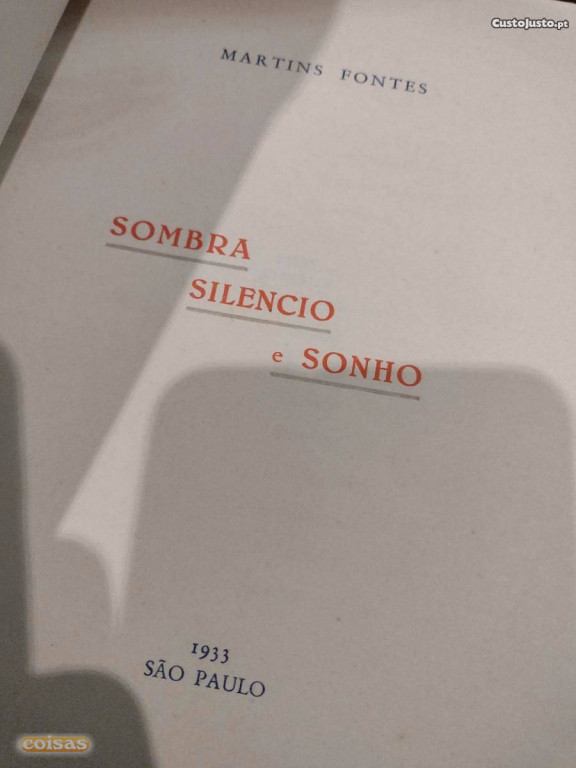 CustoJusto.pt
MARTINS FONTES
SOMBRA
SILENCIO
e SONHO
1933
SÃO PAULO
coisas